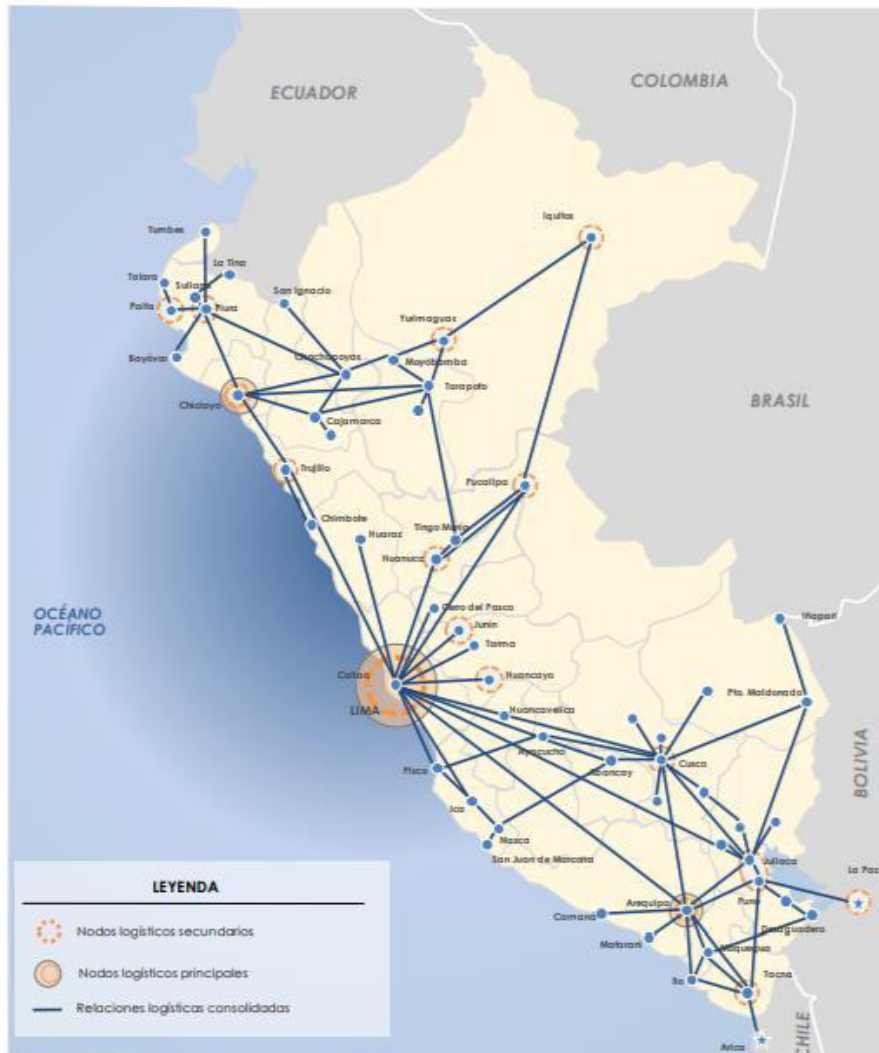 COLOMBIA
ECUADOR
Iquitos
Tumbes
La Tina
Talara
Sullana
San Ignacio
Paita
Piura
Yurimaguas
Bayóvar
Chachapoyas
Moyobamba
Tarapoto
BRASIL
Chiclayo
Cajamarca
Trujillo
Pucallpa
Chimbote
Tingo María
Huaraz
Huanuco
OCÉANO
PACÍFICO
Cerro del Pasco
Iñapari
Junín
Tarma
Callao
Huancayo
LIMA
Pto. Maldonado
Huancavelica
Ayacucho
Abancay
Cusco
Pisco
BOLIVIA
Ica
Nazca
San Juan de Marcona
Juliaca
La Paz
LEYENDA
Arequipa
Puno
Camaná
Nodos logísticos secundarios
Desaguadero
Matarani
Moquegua
Nodos logísticos principales
Ilo
Tacna
Relaciones logísticas consolidadas
CHILE
Arica